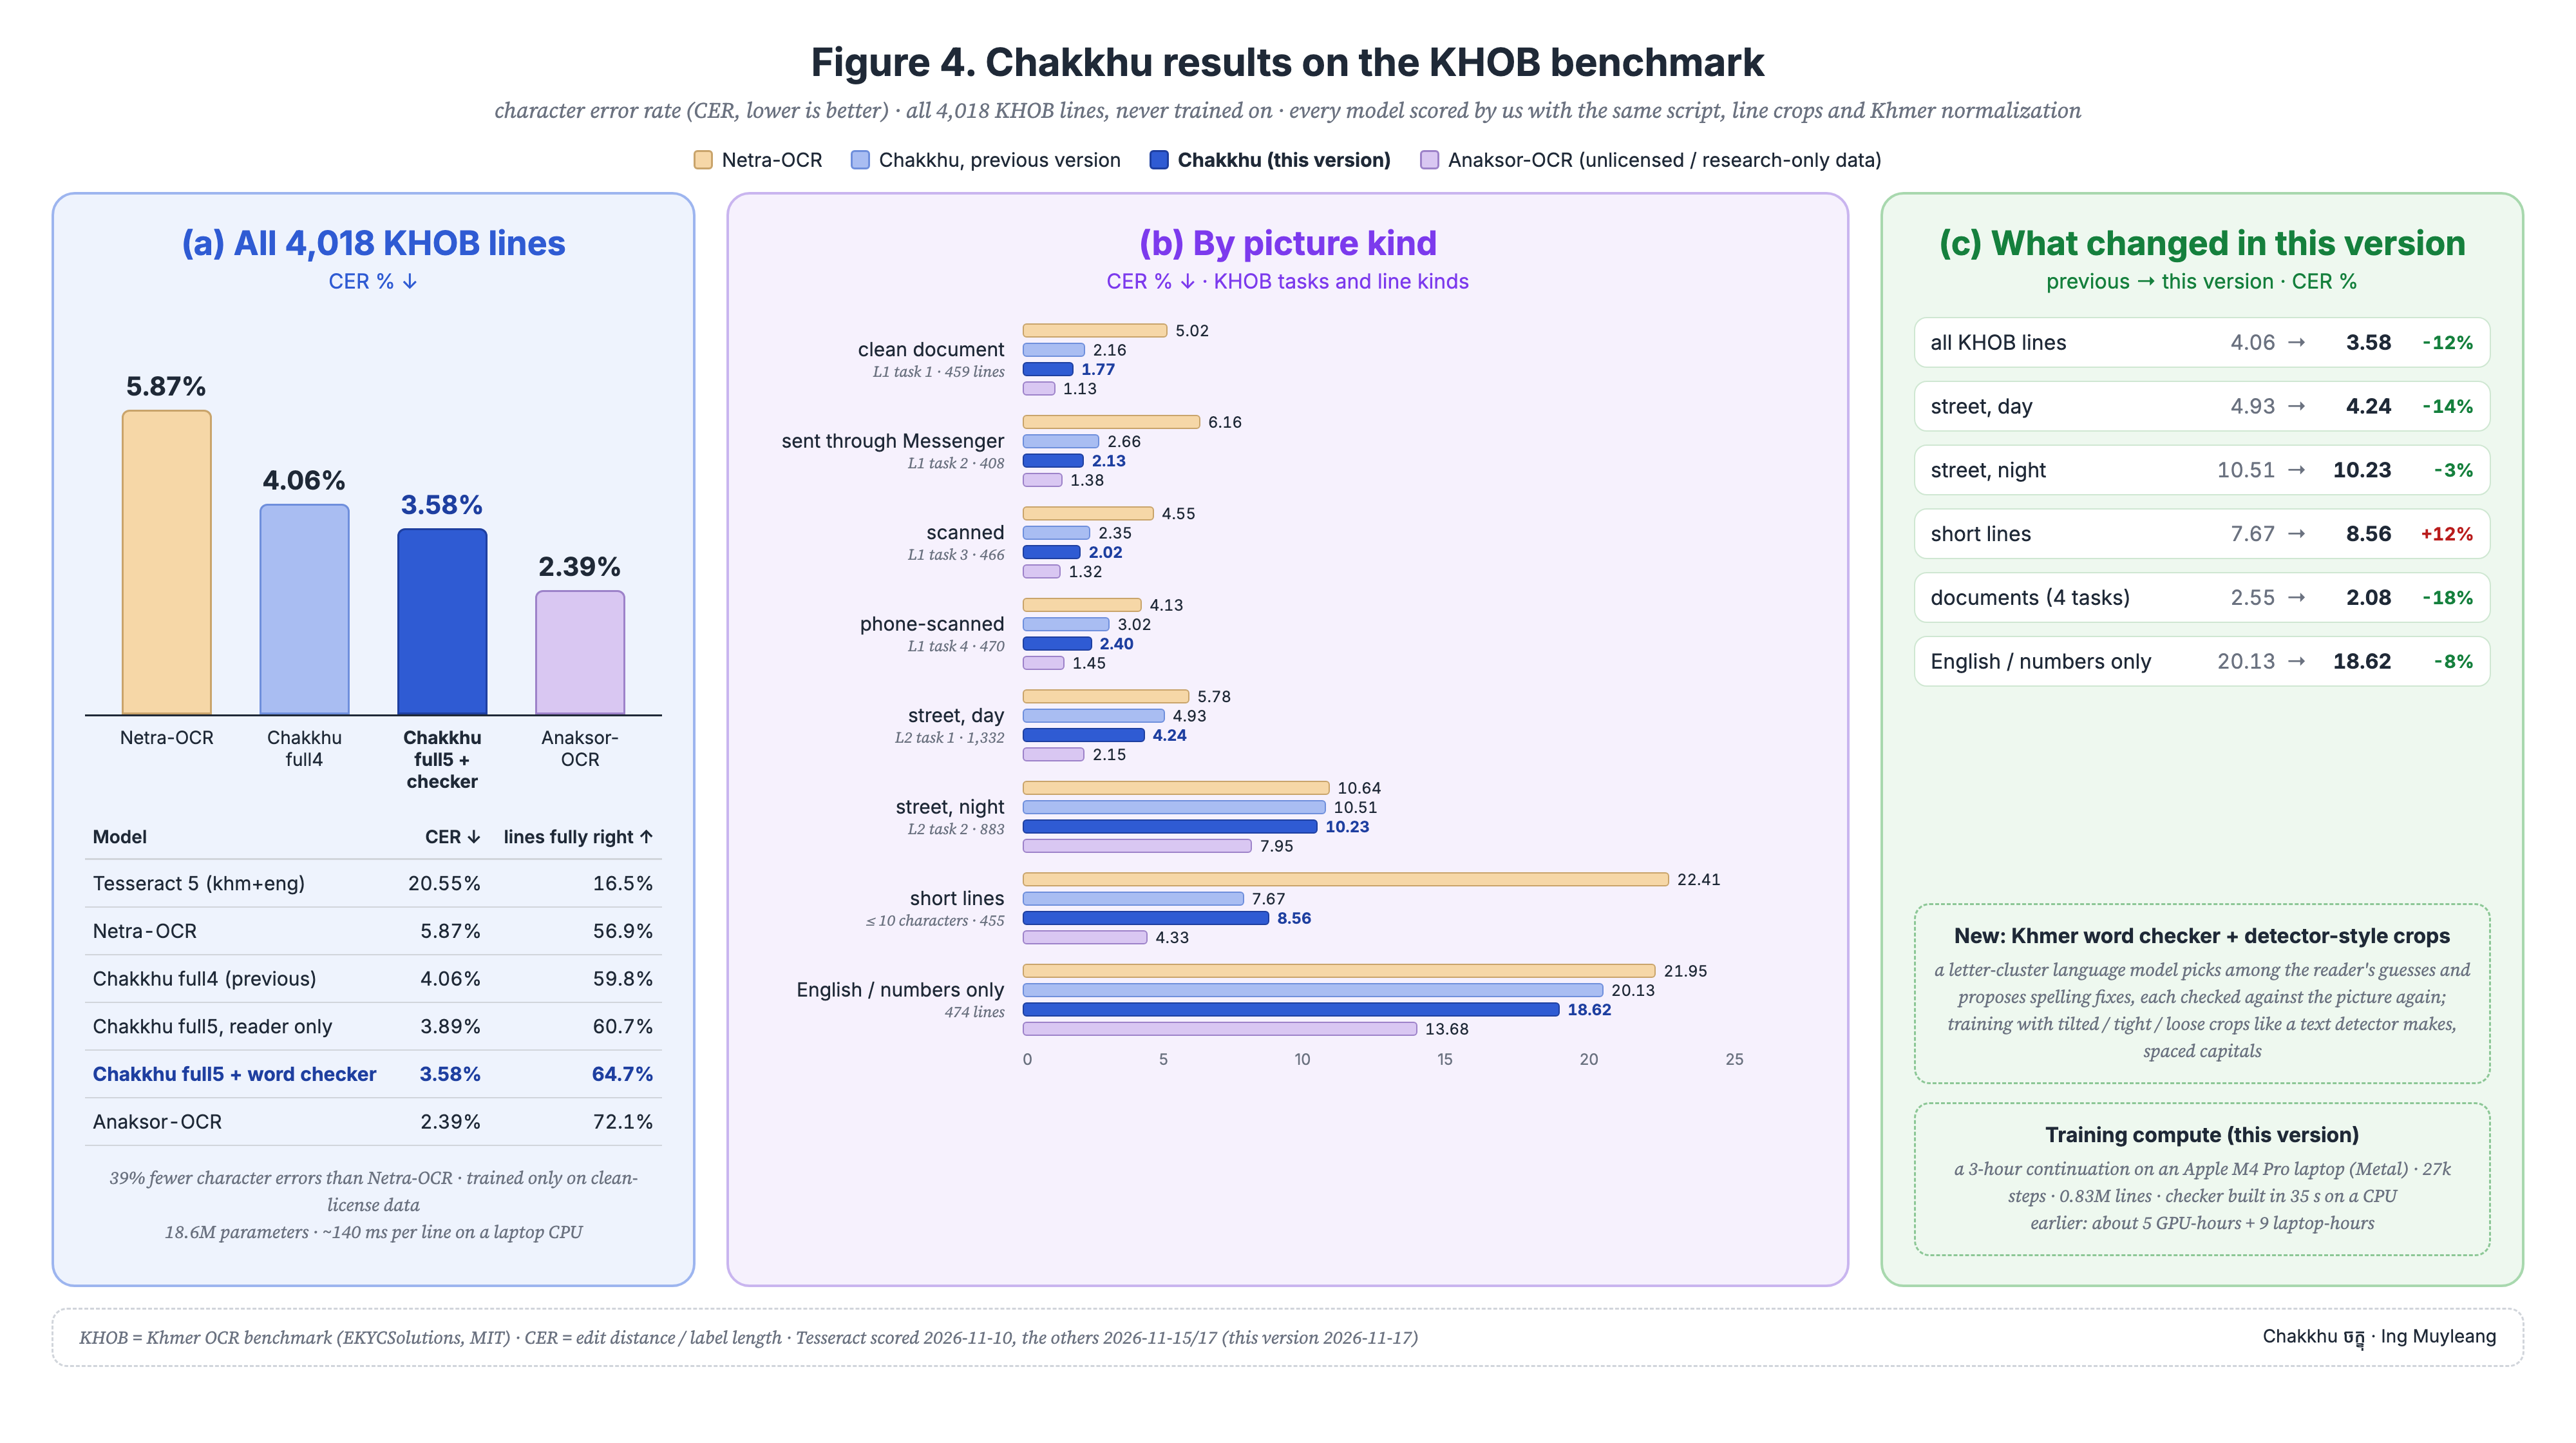 Figure 4. Chakkhu results on the KHOB benchmark
character error rate (CER, lower is better) · all 4,018 KHOB lines, never trained on · every model scored by us with the same script, line crops and Khmer normalization
Netra-OCR
Chakkhu, previous version
Chakkhu (this version)
Anaksor-OCR (unlicensed / research-only data)
(a) All 4,018 KHOB lines
CER % ↓
5.87%
4.06%
3.58%
2.39%
Netra-OCR
Chakkhu
full4
Chakkhu
full5 +
checker
Anaksor-
OCR
Model CER ↓ lines fully right ↑
Tesseract 5 (khm+eng) 20.55% 16.5%
Netra-OCR 5.87% 56.9%
Chakkhu full4 (previous) 4.06% 59.8%
Chakkhu full5, reader only 3.89% 60.7%
Chakkhu full5 + word checker 3.58% 64.7%
Anaksor-OCR 2.39% 72.1%
39% fewer character errors than Netra-OCR · trained only on clean-
license data
18.6M parameters · ~140 ms per line on a laptop CPU
(b) By picture kind
CER % ↓ · KHOB tasks and line kinds
clean document
L1 task 1 · 459 lines
5.02
2.16
1.77
1.13
sent through Messenger
L1 task 2 · 408
6.16
2.66
2.13
1.38
scanned
L1 task 3 · 466
4.55
2.35
2.02
1.32
phone-scanned
L1 task 4 · 470
4.13
3.02
2.40
1.45
street, day
L2 task 1 · 1,332
5.78
4.93
4.24
2.15
street, night
L2 task 2 · 883
10.64
10.51
10.23
7.95
short lines
≤ 10 characters · 455
22.41
7.67
8.56
4.33
English / numbers only
474 lines
21.95
20.13
18.62
13.68
0 5 10 15 20 25
(c) What changed in this version
previous → this version · CER %
all KHOB lines 4.06 → 3.58 -12%
street, day 4.93 → 4.24 -14%
street, night 10.51 → 10.23 -3%
short lines 7.67 → 8.56 +12%
documents (4 tasks) 2.55 → 2.08 -18%
English / numbers only 20.13 → 18.62 -8%
New: Khmer word checker + detector-style crops
a letter-cluster language model picks among the reader's guesses and
proposes spelling fixes, each checked against the picture again;
training with tilted / tight / loose crops like a text detector makes,
spaced capitals
Training compute (this version)
a 3-hour continuation on an Apple M4 Pro laptop (Metal) · 27k
steps · 0.83M lines · checker built in 35 s on a CPU
earlier: about 5 GPU-hours + 9 laptop-hours
KHOB = Khmer OCR benchmark (EKYCSolutions, MIT) · CER = edit distance / label length · Tesseract scored 2026-11-10, the others 2026-11-15/17 (this version 2026-11-17)
Chakkhu ចក្ខុ · Ing Muyleang